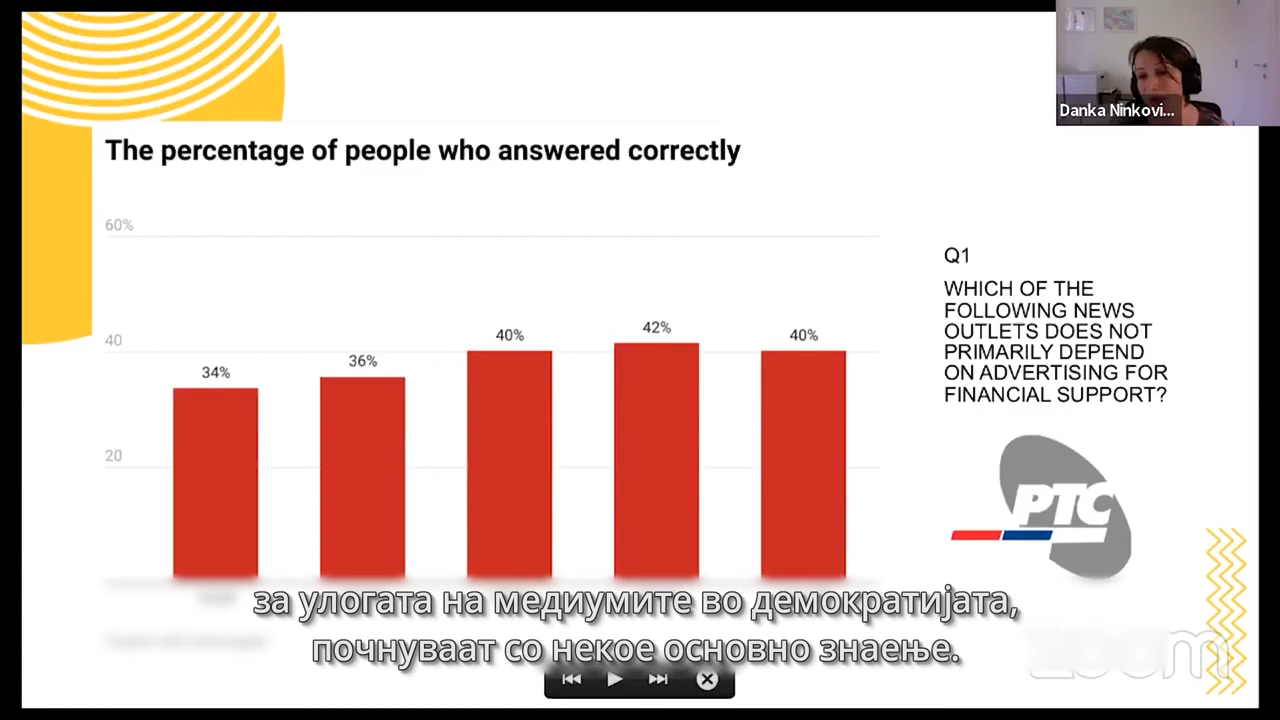 Danka Ninkovi...
The percentage of people who answered correctly
60%
40
20
34%
36%
40%
42%
40%
Q1
WHICH OF THE
FOLLOWING NEWS
OUTLETS DOES NOT
PRIMARILY DEPEND
ON ADVERTISING FOR
FINANCIAL SUPPORT?
РТС
за улогата на медиумите во демократијата,
почнуваат со некое основно знаење.
zoom